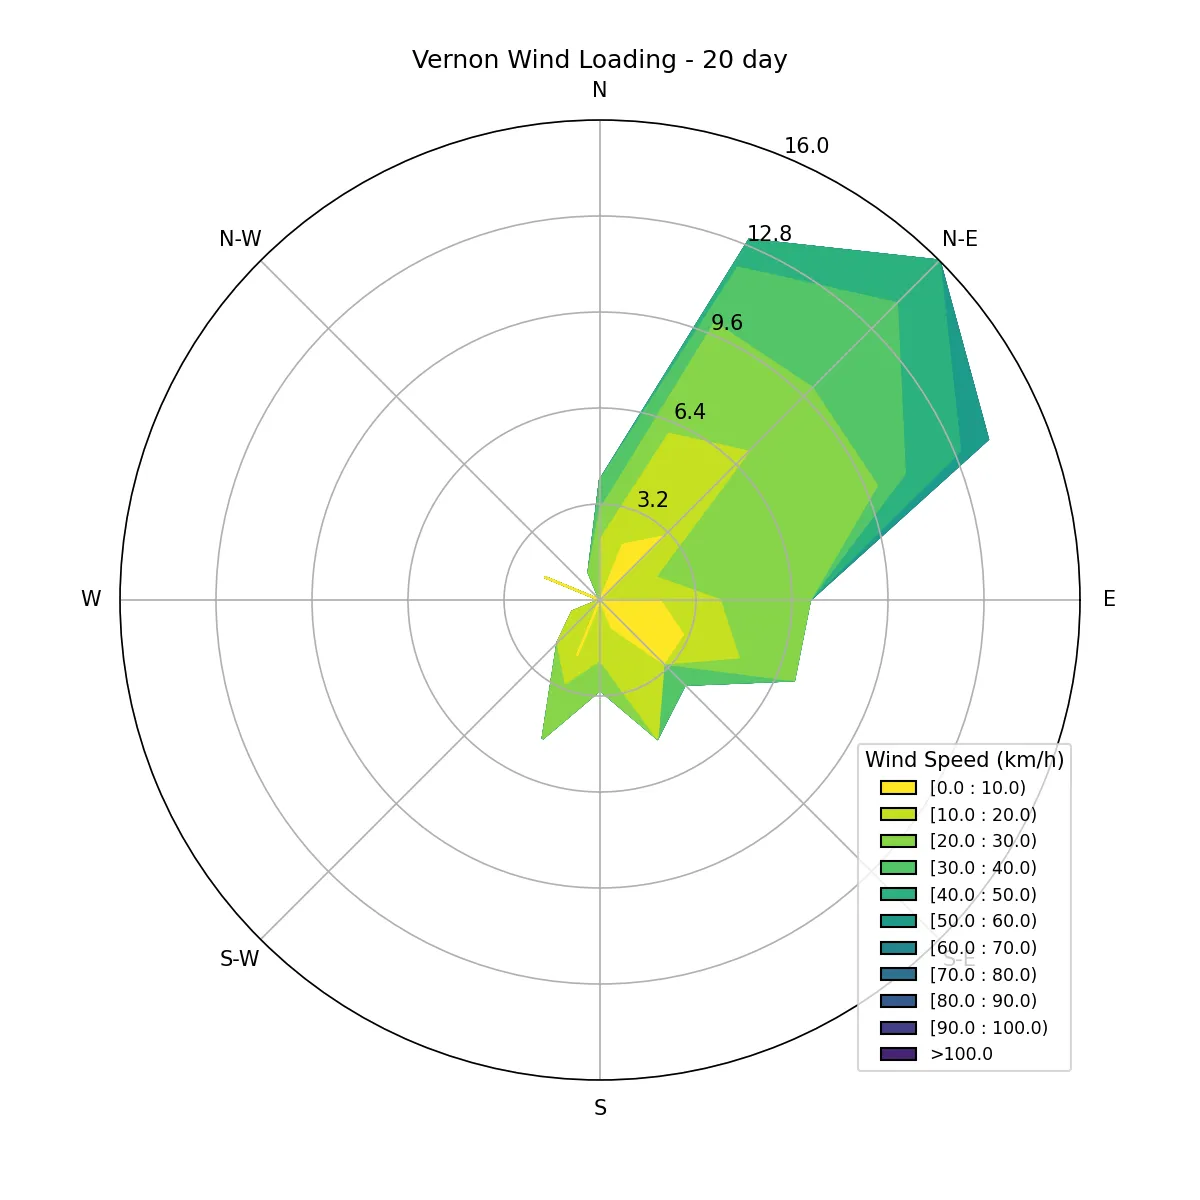 Vernon Wind Loading - 20 day
N
16.0
12.8
N-W
N-E
9.6
6.4
3.2
W
E
Wind Speed (km/h)
[0.0 : 10.0)
[10.0 : 20.0)
[20.0 : 30.0)
[30.0 : 40.0)
[40.0 : 50.0)
[50.0 : 60.0)
[60.0 : 70.0)
[70.0 : 80.0)
[80.0 : 90.0)
[90.0 : 100.0)
>100.0
S-W
S-E
S